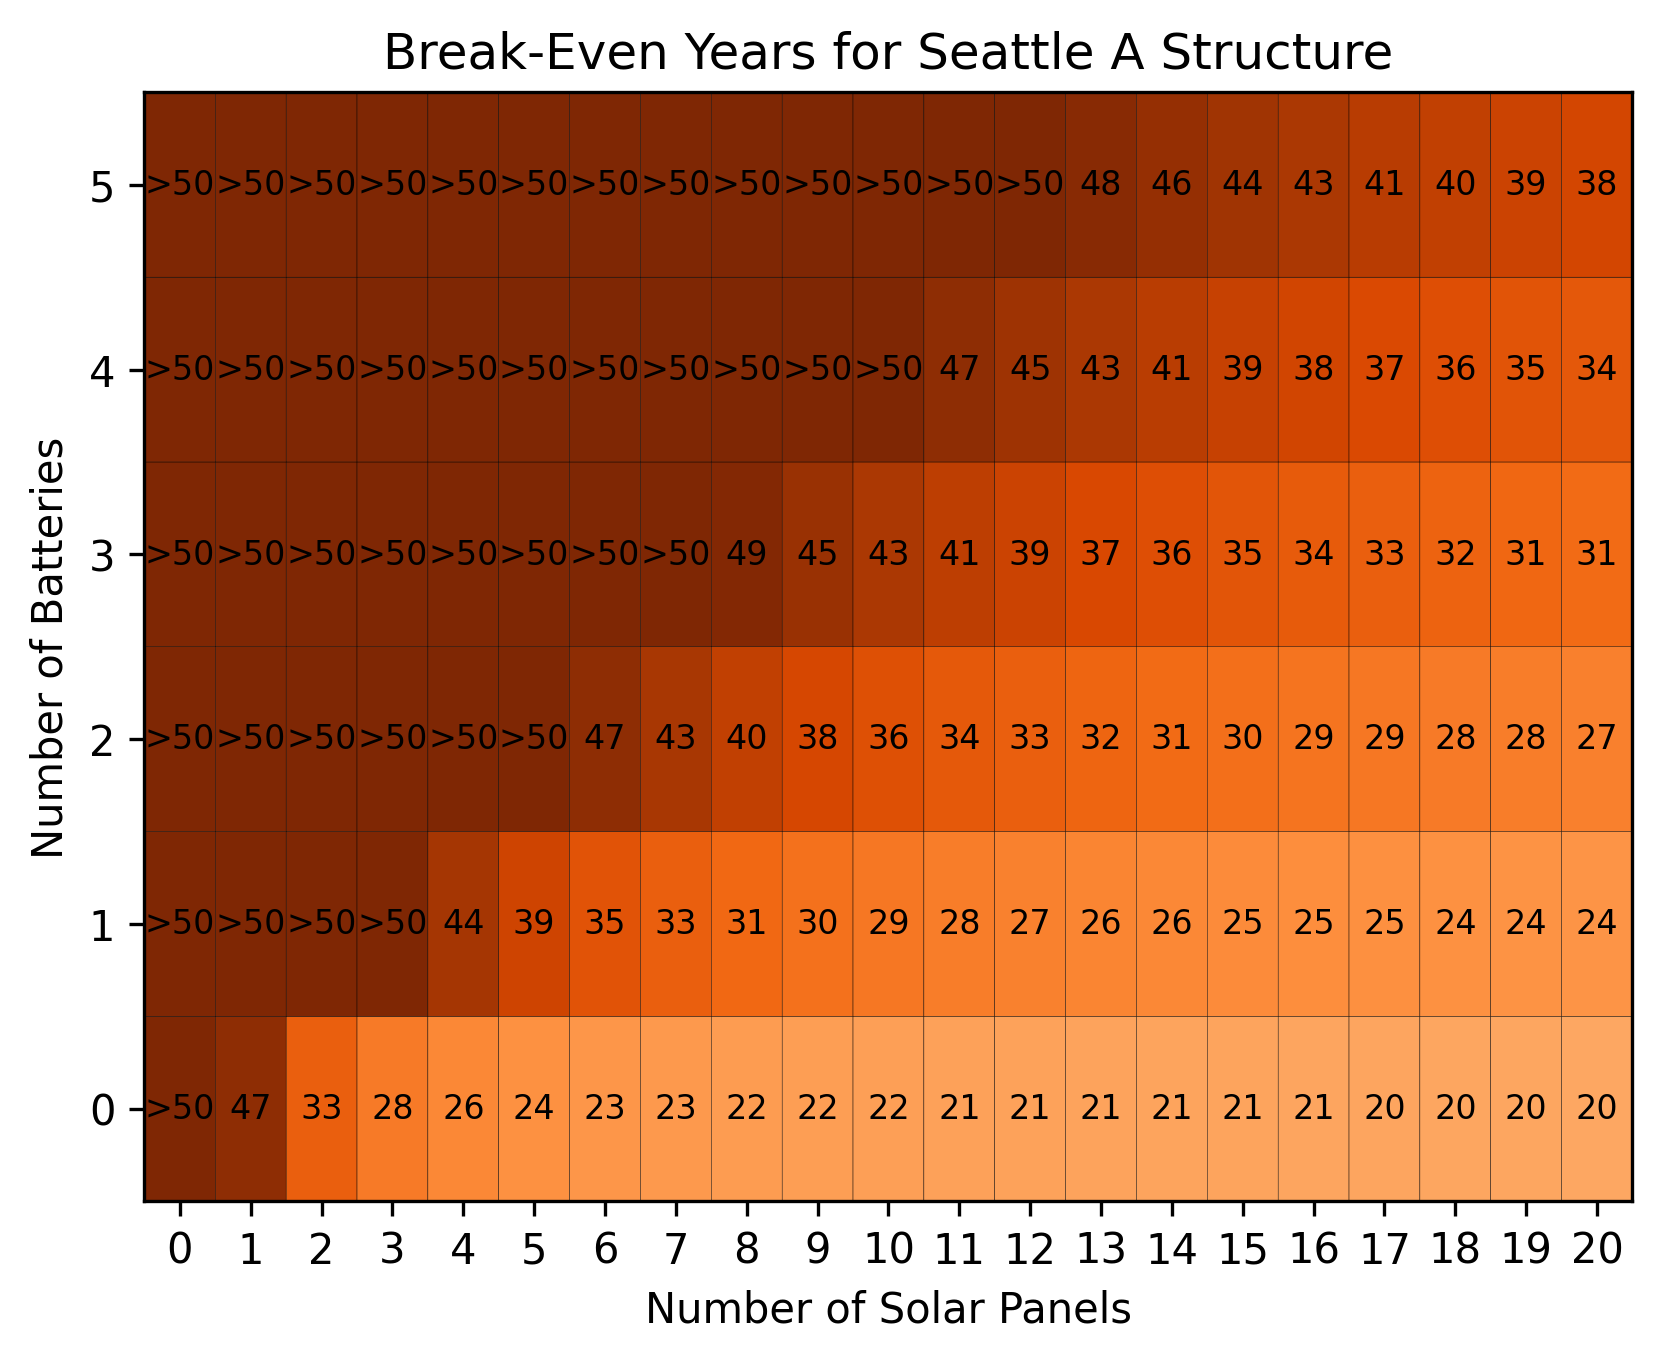 Break-Even Years for Seattle A Structure
Number of Batteries
5 >50 >50 >50 >50 >50 >50 >50 >50 >50 >50 >50 >50 >50 48 46 44 43 41 40 39 38
4 >50 >50 >50 >50 >50 >50 >50 >50 >50 >50 >50 47 45 43 41 39 38 37 36 35 34
3 >50 >50 >50 >50 >50 >50 >50 >50 49 45 43 41 39 37 36 35 34 33 32 31 31
2 >50 >50 >50 >50 >50 >50 47 43 40 38 36 34 33 32 31 30 29 29 28 28 27
1 >50 >50 >50 >50 44 39 35 33 31 30 29 28 27 26 26 25 25 25 24 24 24
0 >50 47 33 28 26 24 23 23 22 22 22 21 21 21 21 21 21 20 20 20 20
0 1 2 3 4 5 6 7 8 9 10 11 12 13 14 15 16 17 18 19 20
Number of Solar Panels